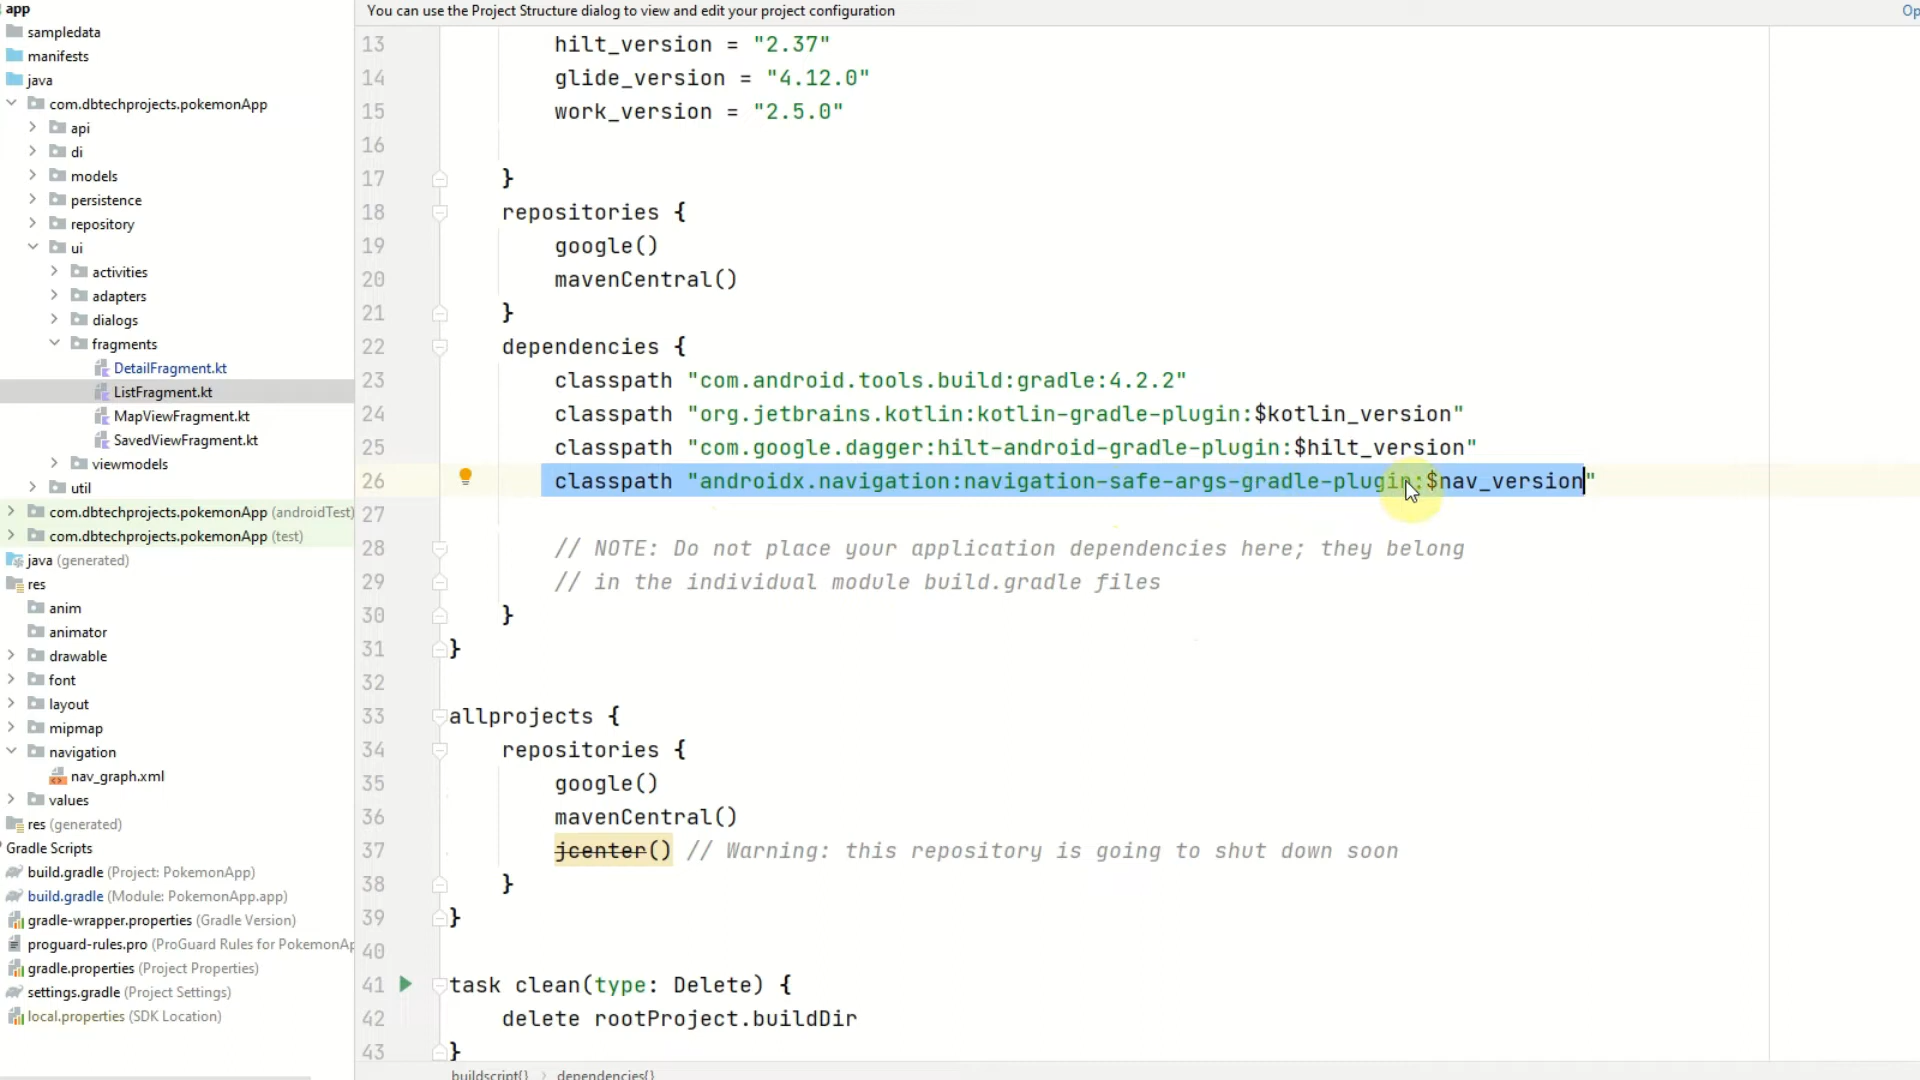 app
sampledata
manifests
java
com.dbtechprojects.pokemonApp
api
di
models
persistence
repository
ui
activities
adapters
dialogs
fragments
DetailFragment.kt
ListFragment.kt
MapViewFragment.kt
SavedViewFragment.kt
viewmodels
util
com.dbtechprojects.pokemonApp (androidTest)
com.dbtechprojects.pokemonApp (test)
java (generated)
res
anim
animator
drawable
font
layout
mipmap
navigation
nav_graph.xml
values
res (generated)
Gradle Scripts
build.gradle (Project: PokemonApp)
build.gradle (Module: PokemonApp.app)
gradle-wrapper.properties (Gradle Version)
proguard-rules.pro (ProGuard Rules for PokemonAp
gradle.properties (Project Properties)
settings.gradle (Project Settings)
local.properties (SDK Location)
You can use the Project Structure dialog to view and edit your project configuration
Op
13 hilt_version = "2.37"
14 glide_version = "4.12.0"
15 work_version = "2.5.0"
16
17 }
18 repositories {
19 google()
20 mavenCentral()
21 }
22 dependencies {
23 classpath "com.android.tools.build:gradle:4.2.2"
24 classpath "org.jetbrains.kotlin:kotlin-gradle-plugin:$kotlin_version"
25 classpath "com.google.dagger:hilt-android-gradle-plugin:$hilt_version"
26 classpath "androidx.navigation:navigation-safe-args-gradle-plugin:$nav_version"
27
28 // NOTE: Do not place your application dependencies here; they belong
29 // in the individual module build.gradle files
30 }
31 }
32
33 allprojects {
34 repositories {
35 google()
36 mavenCentral()
37 jcenter() // Warning: this repository is going to shut down soon
38 }
39 }
40
41 task clean(type: Delete) {
42 delete rootProject.buildDir
43 }
buildscript{} › dependencies{}